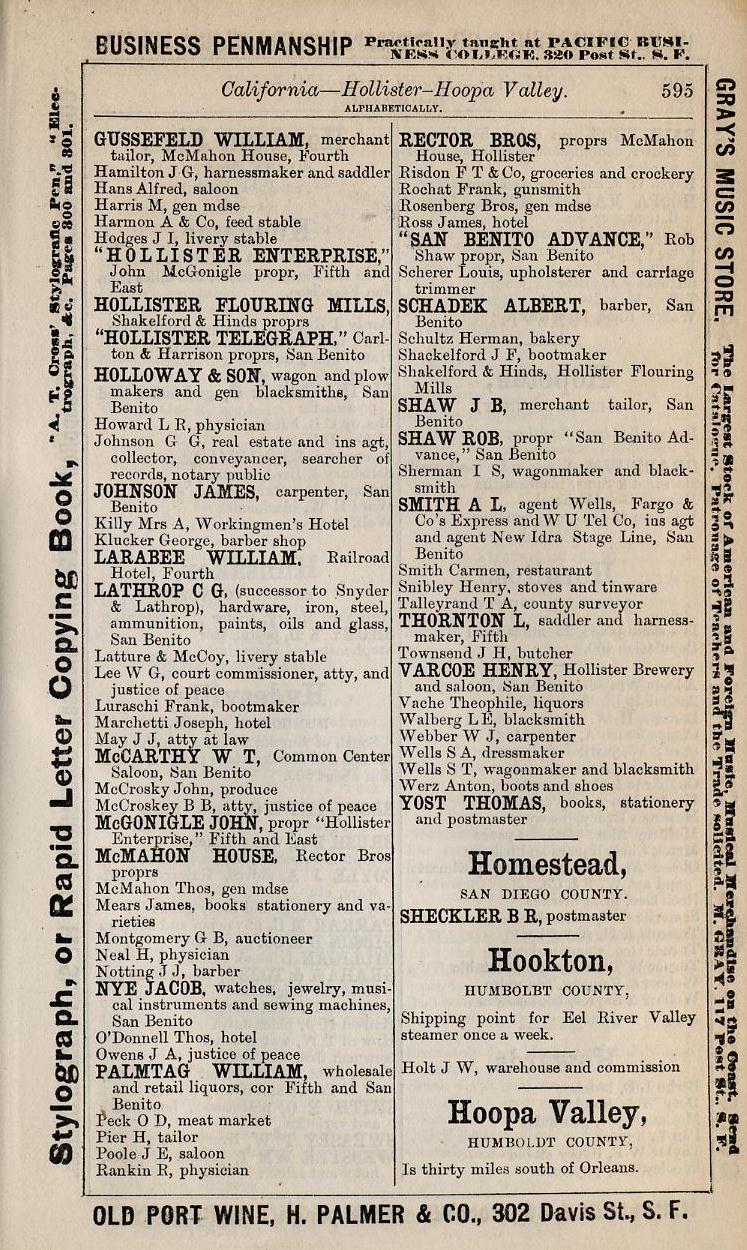 BUSINESS PENMANSHIP Practically taught at PACIFIC BUSI-
NESS COLLEGE, 320 Post St., S. F.
California—Hollister–Hoopa Valley. 595
ALPHABETICALLY.
GUSSEFELD WILLIAM, merchant
tailor, McMahon House, Fourth
Hamilton J G, harnessmaker and saddler
Hans Alfred, saloon
Harris M, gen mdse
Harmon A & Co, feed stable
Hodges J I, livery stable
"HOLLISTER ENTERPRISE,"
John McGonigle propr, Fifth and
East
HOLLISTER FLOURING MILLS,
Shakelford & Hinds proprs
"HOLLISTER TELEGRAPH," Carl-
ton & Harrison proprs, San Benito
HOLLOWAY & SON, wagon and plow
makers and gen blacksmiths, San
Benito
Howard L R, physician
Johnson G G, real estate and ins agt,
collector, conveyancer, searcher of
records, notary public
JOHNSON JAMES, carpenter, San
Benito
Killy Mrs A, Workingmen's Hotel
Klucker George, barber shop
LARABEE WILLIAM, Railroad
Hotel, Fourth
LATHROP C G, (successor to Snyder
& Lathrop), hardware, iron, steel,
ammunition, paints, oils and glass,
San Benito
Latture & McCoy, livery stable
Lee W G, court commissioner, atty, and
justice of peace
Luraschi Frank, bootmaker
Marchetti Joseph, hotel
May J J, atty at law
McCARTHY W T, Common Center
Saloon, San Benito
McCrosky John, produce
McCroskey B B, atty, justice of peace
McGONIGLE JOHN, propr "Hollister
Enterprise," Fifth and East
McMAHON HOUSE, Rector Bros
proprs
McMahon Thos, gen mdse
Mears James, books stationery and va-
rieties
Montgomery G B, auctioneer
Neal H, physician
Notting J J, barber
NYE JACOB, watches, jewelry, musi-
cal instruments and sewing machines,
San Benito
O'Donnell Thos, hotel
Owens J A, justice of peace
PALMTAG WILLIAM, wholesale
and retail liquors, cor Fifth and San
Benito
Peck O D, meat market
Pier H, tailor
Poole J E, saloon
Rankin R, physician
RECTOR BROS, proprs McMahon
House, Hollister
Risdon F T & Co, groceries and crockery
Rochat Frank, gunsmith
Rosenberg Bros, gen mdse
Ross James, hotel
"SAN BENITO ADVANCE," Rob
Shaw propr, San Benito
Scherer Louis, upholsterer and carriage
trimmer
SCHADEK ALBERT, barber, San
Benito
Schultz Herman, bakery
Shackelford J F, bootmaker
Shakelford & Hinds, Hollister Flouring
Mills
SHAW J B, merchant tailor, San
Benito
SHAW ROB, propr "San Benito Ad-
vance," San Benito
Sherman I S, wagonmaker and black-
smith
SMITH A L, agent Wells, Fargo &
Co's Express and W U Tel Co, ins agt
and agent New Idra Stage Line, San
Benito
Smith Carmen, restaurant
Snibley Henry, stoves and tinware
Talleyrand T A, county surveyor
THORNTON L, saddler and harness-
maker, Fifth
Townsend J H, butcher
VARCOE HENRY, Hollister Brewery
and saloon, San Benito
Vache Theophile, liquors
Walberg L E, blacksmith
Webber W J, carpenter
Wells S A, dressmaker
Wells S T, wagonmaker and blacksmith
Werz Anton, boots and shoes
YOST THOMAS, books, stationery
and postmaster
Homestead,
SAN DIEGO COUNTY.
SHECKLER B R, postmaster
Hookton,
HUMBOLBT COUNTY,
Shipping point for Eel River Valley
steamer once a week.
Holt J W, warehouse and commission
Hoopa Valley,
HUMBOLDT COUNTY,
Is thirty miles south of Orleans.
Stylograph, or Rapid Letter Copying Book, "A. T. Cross' Stylografic Pen," "Elec-
trograph, &c. Pages 300 and 301.
GRAY'S MUSIC STORE. The Largest Stock of American and Foreign Music, Musical Merchandise on the Coast. Send
for Catalogue. Patronage of Teachers and the Trade solicited. M. GRAY, 117 Post St., S. F.
OLD PORT WINE, H. PALMER & CO., 302 Davis St., S. F.